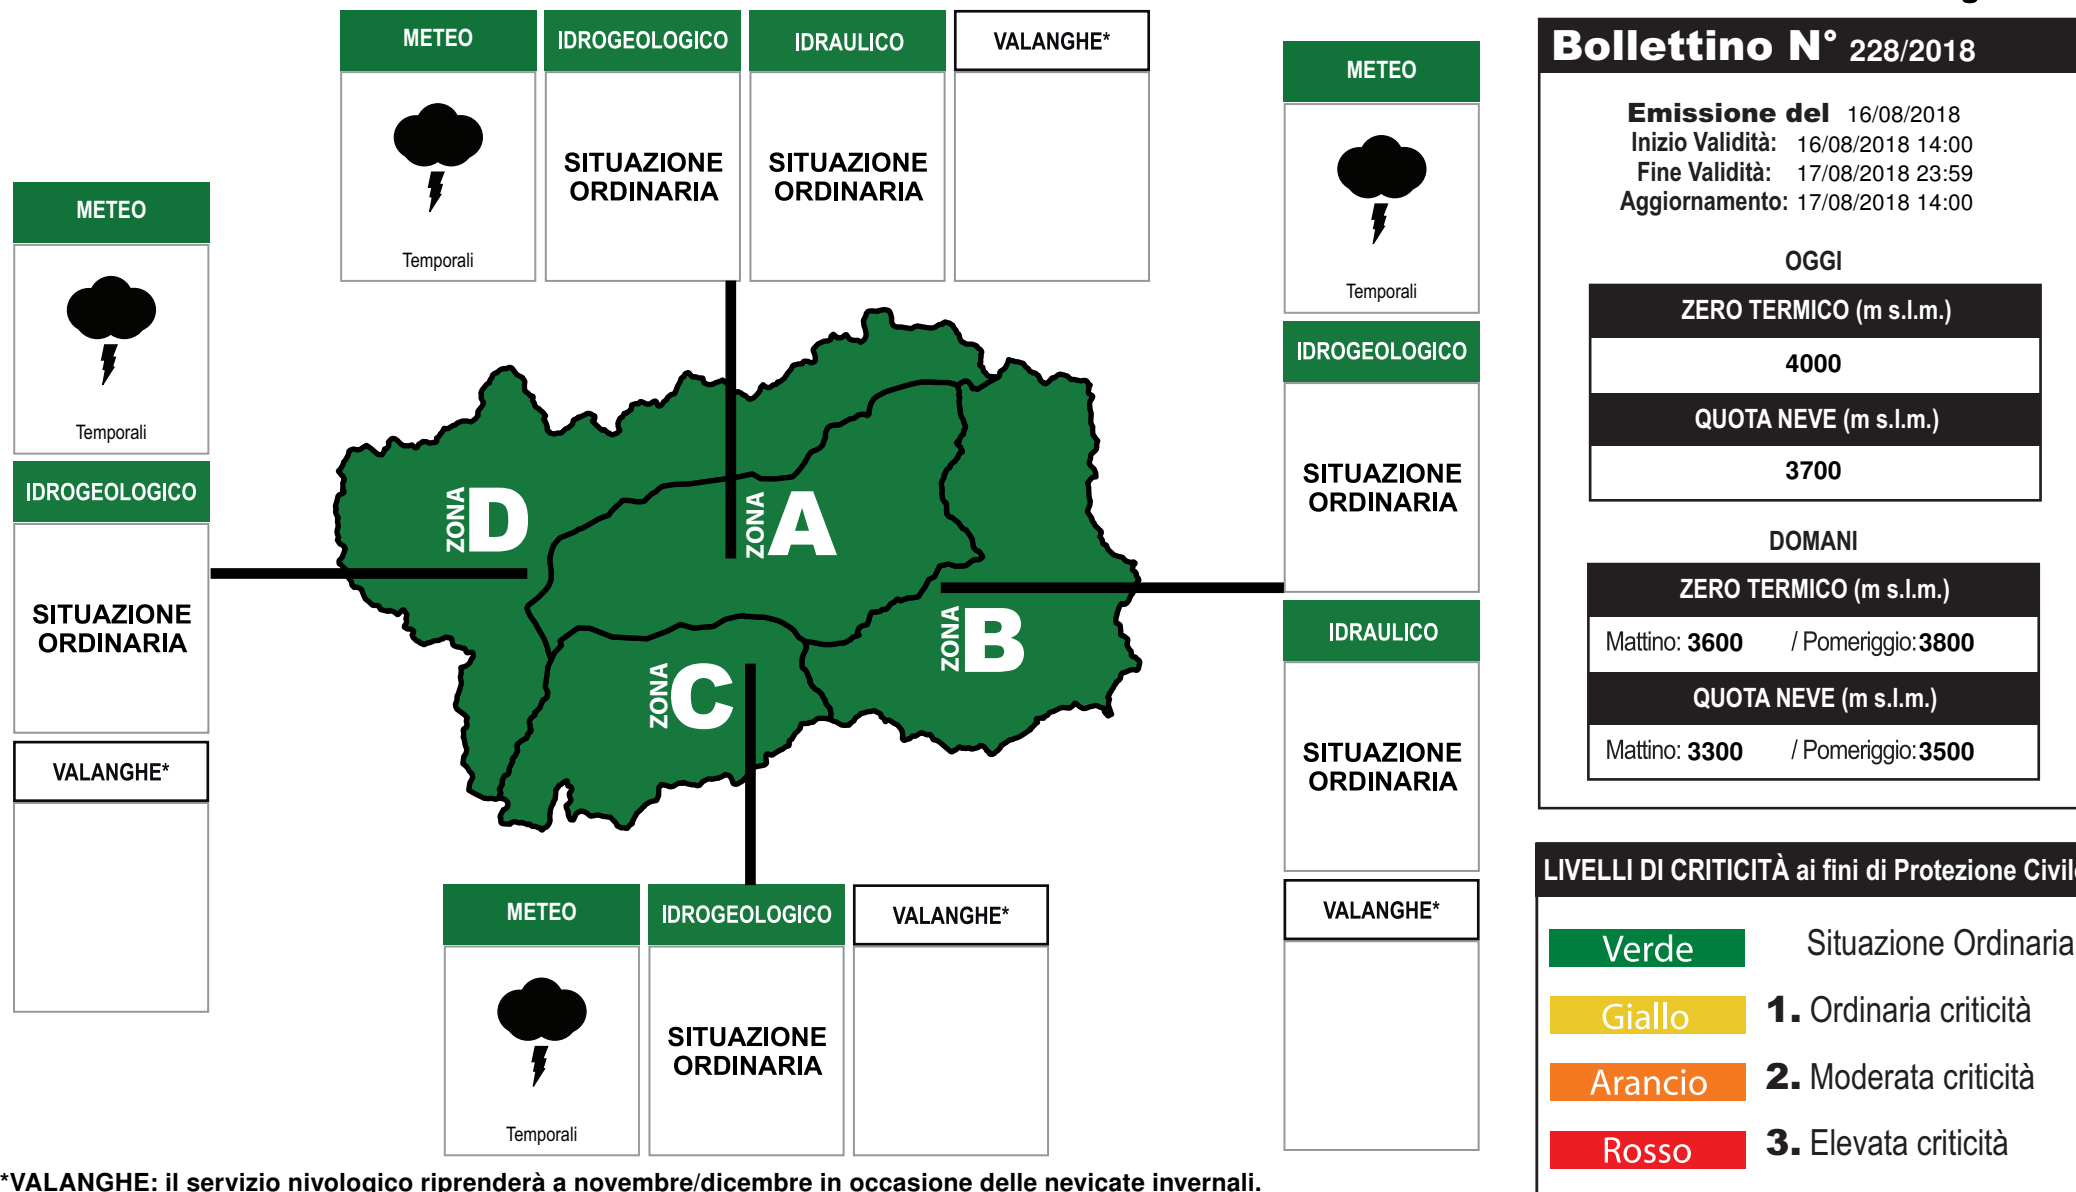 METEO
IDROGEOLOGICO
IDRAULICO
VALANGHE*
Temporali
SITUAZIONE
ORDINARIA
SITUAZIONE
ORDINARIA
METEO
Temporali
IDROGEOLOGICO
SITUAZIONE
ORDINARIA
VALANGHE*
ZONA D
ZONA A
ZONA B
ZONA C
METEO
Temporali
IDROGEOLOGICO
SITUAZIONE
ORDINARIA
IDRAULICO
SITUAZIONE
ORDINARIA
VALANGHE*
METEO
IDROGEOLOGICO
VALANGHE*
Temporali
SITUAZIONE
ORDINARIA
*VALANGHE: il servizio nivologico riprenderà a novembre/dicembre in occasione delle nevicate invernali.
Bollettino N° 228/2018
Emissione del 16/08/2018
Inizio Validità: 16/08/2018 14:00
Fine Validità: 17/08/2018 23:59
Aggiornamento: 17/08/2018 14:00
OGGI
ZERO TERMICO (m s.l.m.)
4000
QUOTA NEVE (m s.l.m.)
3700
DOMANI
ZERO TERMICO (m s.l.m.)
Mattino: 3600 / Pomeriggio: 3800
QUOTA NEVE (m s.l.m.)
Mattino: 3300 / Pomeriggio: 3500
LIVELLI DI CRITICITÀ ai fini di Protezione Civile
Verde Situazione Ordinaria
Giallo 1. Ordinaria criticità
Arancio 2. Moderata criticità
Rosso 3. Elevata criticità